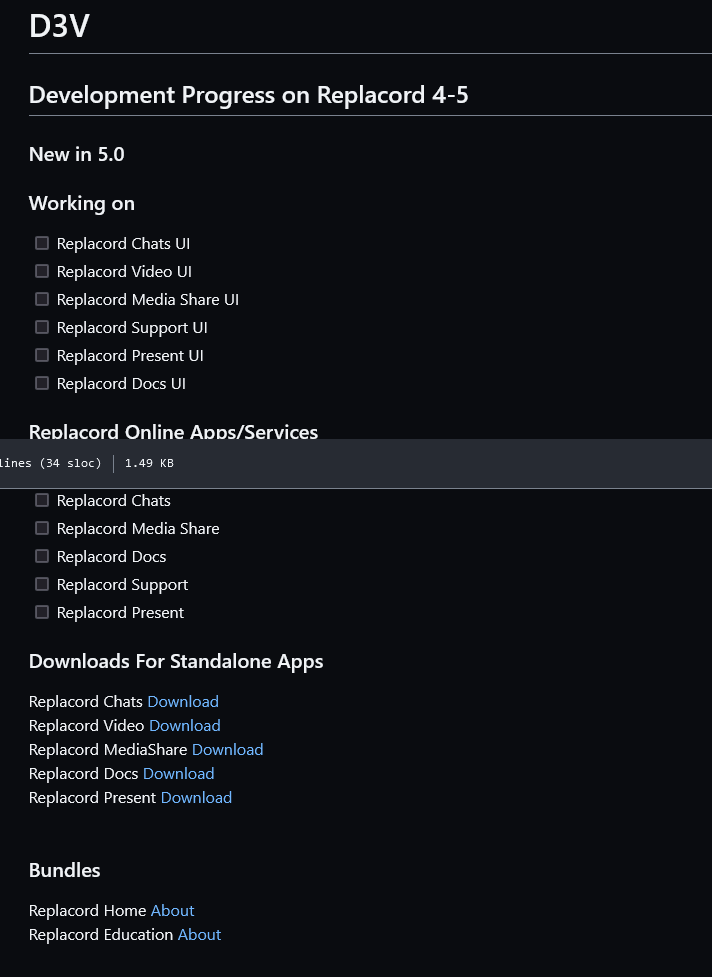 D3V
Development Progress on Replacord 4-5
New in 5.0
Working on
Replacord Chats UI
Replacord Video UI
Replacord Media Share UI
Replacord Support UI
Replacord Present UI
Replacord Docs UI
Replacord Online Apps/Services
lines (34 sloc) | 1.49 KB
Replacord Chats
Replacord Media Share
Replacord Docs
Replacord Support
Replacord Present
Downloads For Standalone Apps
Replacord Chats Download
Replacord Video Download
Replacord MediaShare Download
Replacord Docs Download
Replacord Present Download
Bundles
Replacord Home About
Replacord Education About